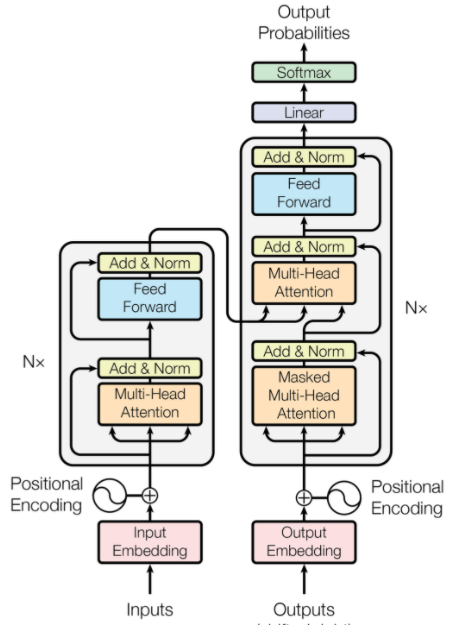 Output
Probabilities
Softmax
Linear
Add & Norm
Feed
Forward
Add & Norm
Multi-Head
Attention
Add & Norm
Masked
Multi-Head
Attention
Nx
Add & Norm
Feed
Forward
Add & Norm
Multi-Head
Attention
Nx
Positional
Encoding
Positional
Encoding
Input
Embedding
Output
Embedding
Inputs
Outputs